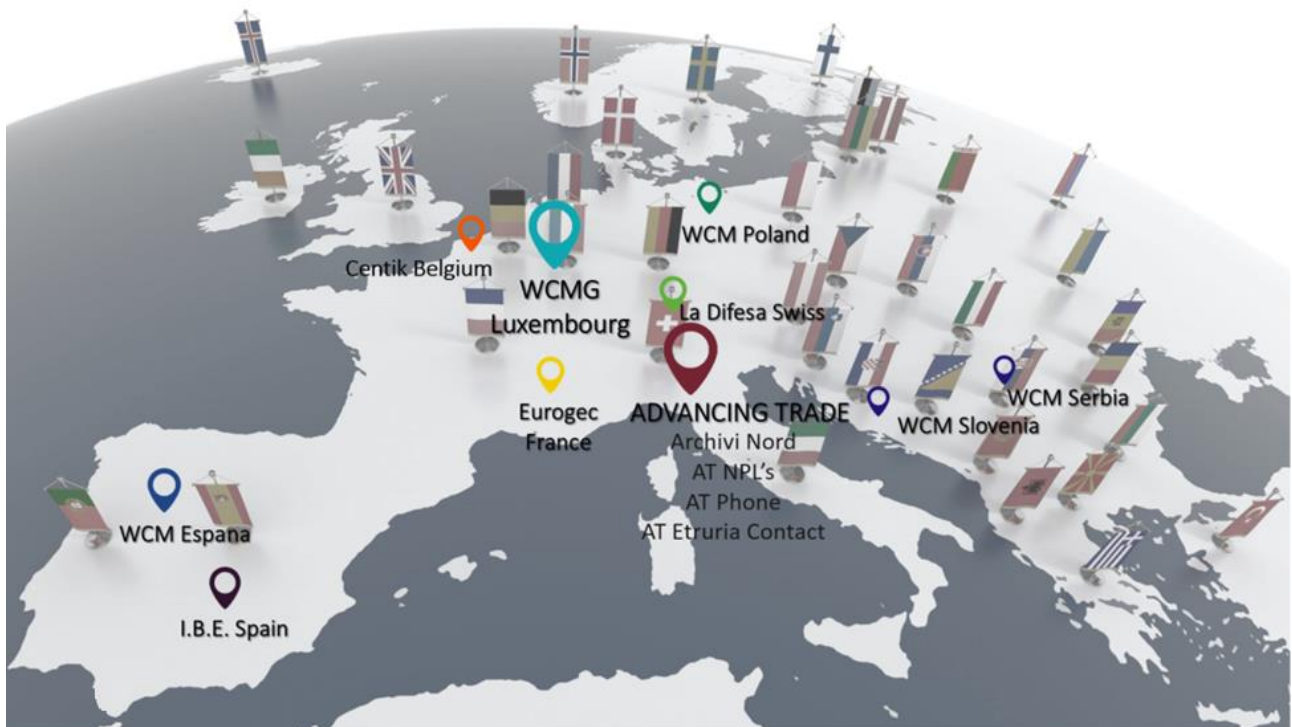 WCM Poland
Centik Belgium
WCMG
Luxembourg
La Difesa Swiss
Eurogec
France
ADVANCING TRADE
Archivi Nord
AT NPL's
AT Phone
AT Etruria Contact
WCM Serbia
WCM Slovenia
WCM Espana
I.B.E. Spain